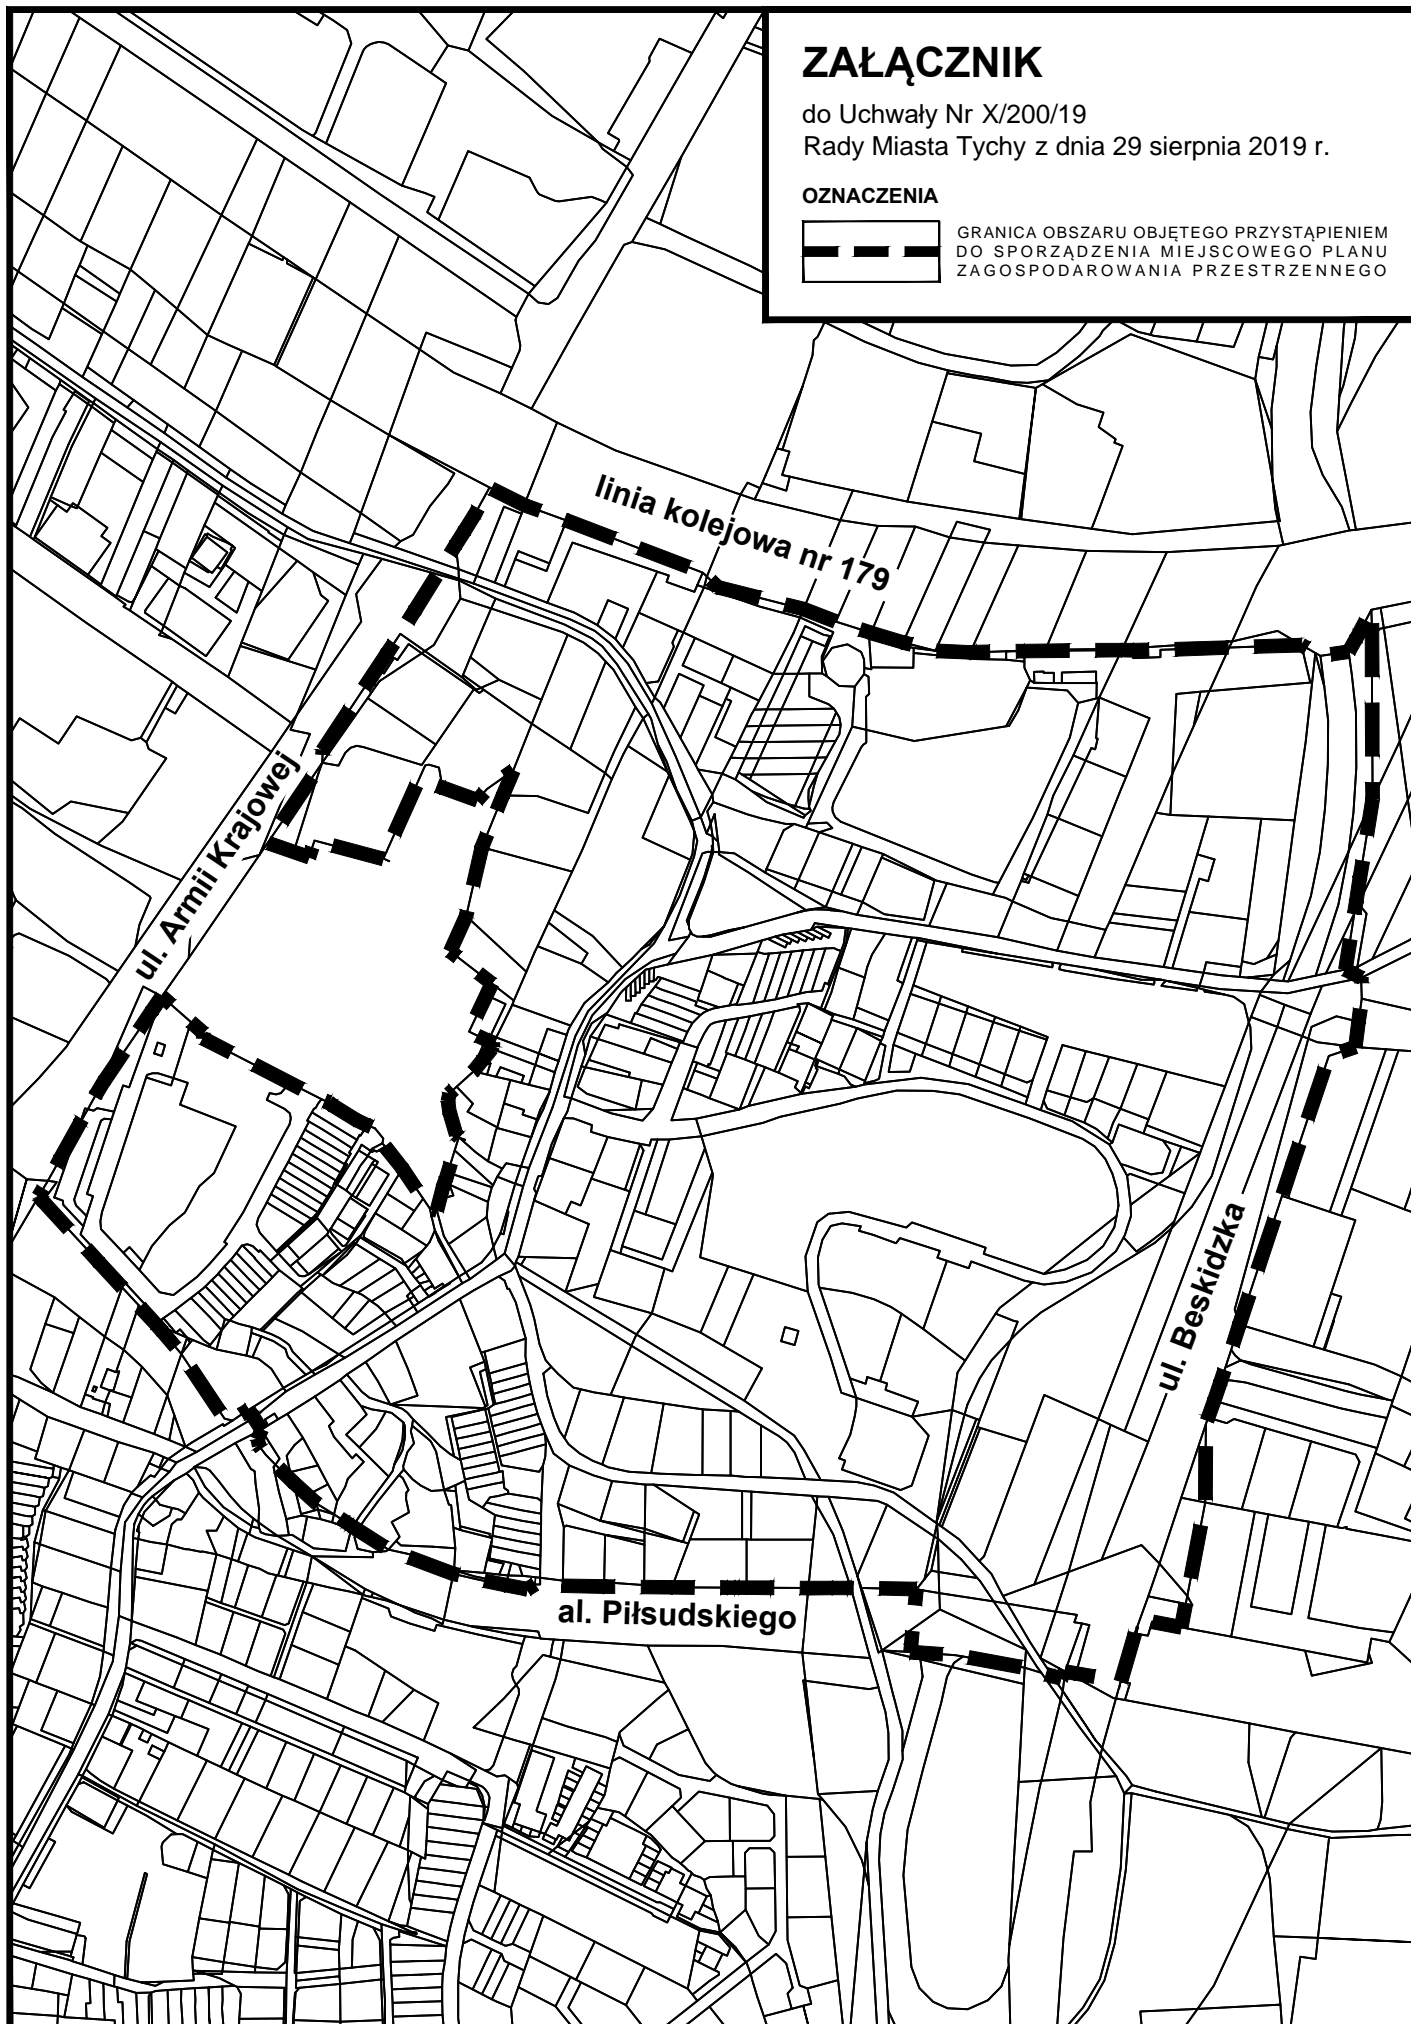 ZAŁĄCZNIK
do Uchwały Nr X/200/19
Rady Miasta Tychy z dnia 29 sierpnia 2019 r.
OZNACZENIA
GRANICA OBSZARU OBJĘTEGO PRZYSTĄPIENIEM
DO SPORZĄDZENIA MIEJSCOWEGO PLANU
ZAGOSPODAROWANIA PRZESTRZENNEGO
linia kolejowa nr 179
ul. Armii Krajowej
ul. Beskidzka
al. Piłsudskiego